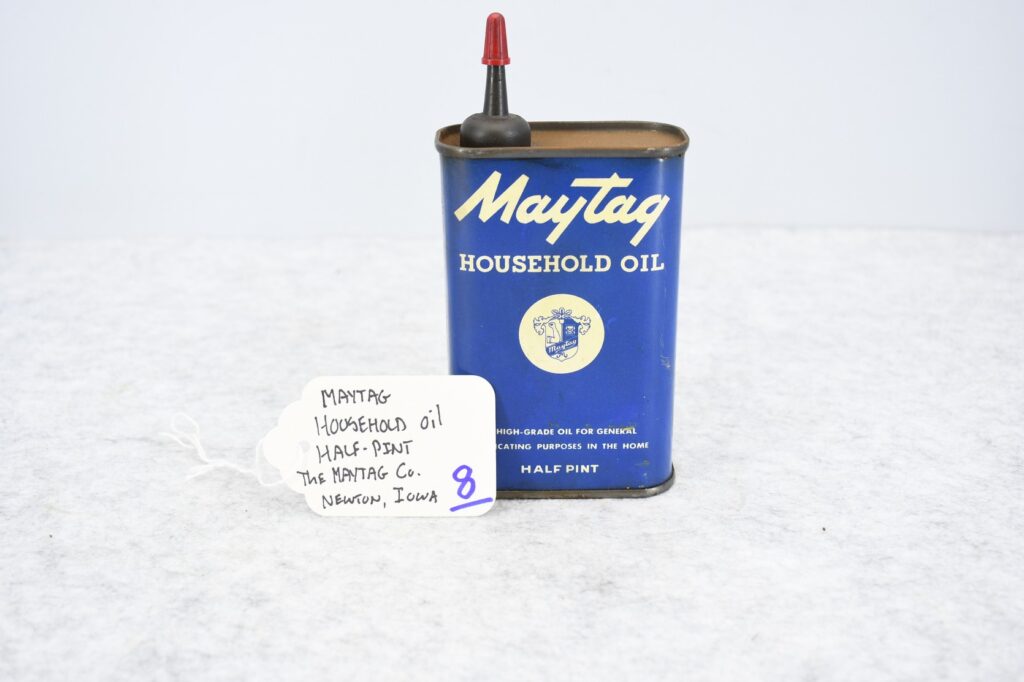 Maytag
HOUSEHOLD OIL
Maytag
HIGH-GRADE OIL FOR GENERAL
PURPOSES IN THE HOME
HALF PINT
MAYTAG
HOUSEHOLD Oil
HALF-PINT
THE MAYTAG Co.
NEWTON, IOWA
8